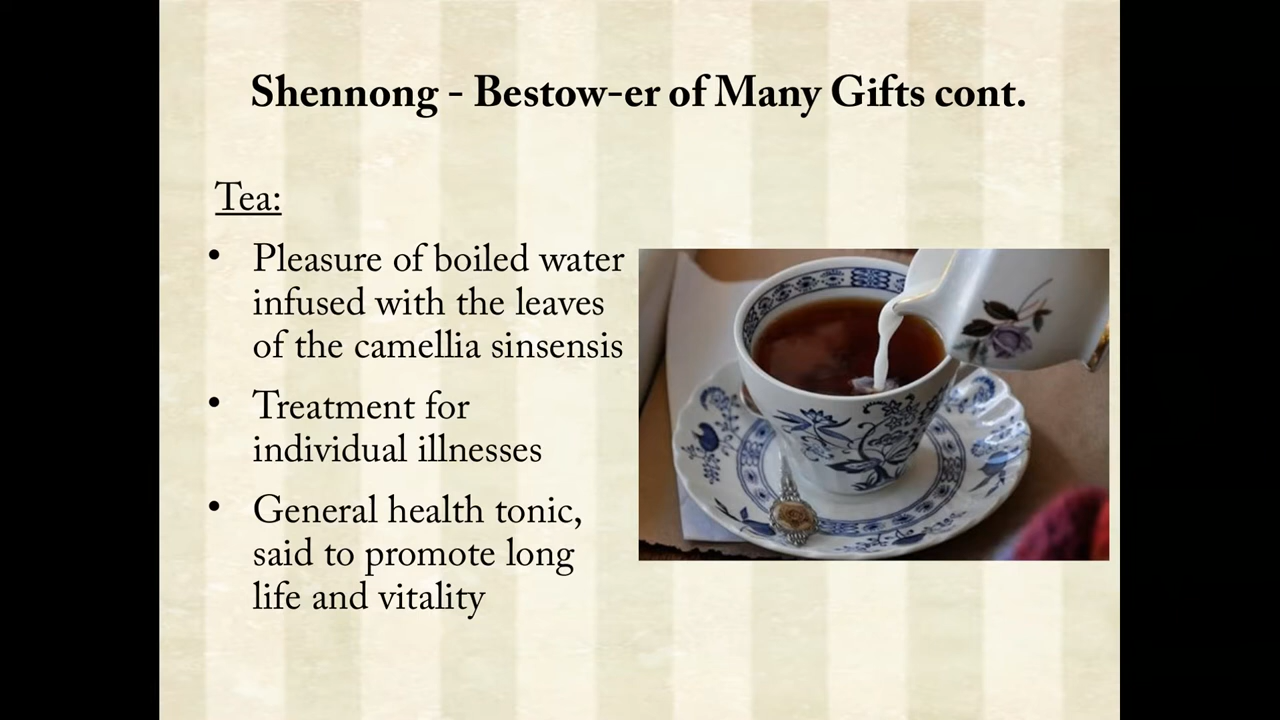 Shennong - Bestow-er of Many Gifts cont.
Tea:
• Pleasure of boiled water
infused with the leaves
of the camellia sinsensis
• Treatment for
individual illnesses
• General health tonic,
said to promote long
life and vitality